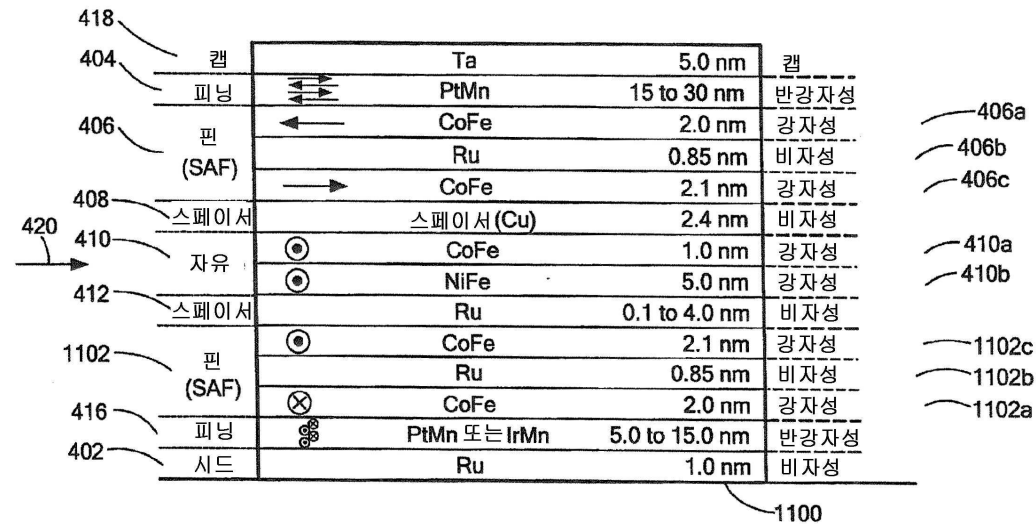 418 캡 Ta 5.0 nm 캡
404 피닝 PtMn 15 to 30 nm 반강자성
406 핀 (SAF) CoFe 2.0 nm 강자성 406a
Ru 0.85 nm 비자성 406b
CoFe 2.1 nm 강자성 406c
408 스페이서 스페이서(Cu) 2.4 nm 비자성
420 410 자유 CoFe 1.0 nm 강자성 410a
NiFe 5.0 nm 강자성 410b
412 스페이서 Ru 0.1 to 4.0 nm 비자성
1102 핀 (SAF) CoFe 2.1 nm 강자성 1102c
Ru 0.85 nm 비자성 1102b
CoFe 2.0 nm 강자성 1102a
416 피닝 PtMn 또는 IrMn 5.0 to 15.0 nm 반강자성
402 시드 Ru 1.0 nm 비자성
1100